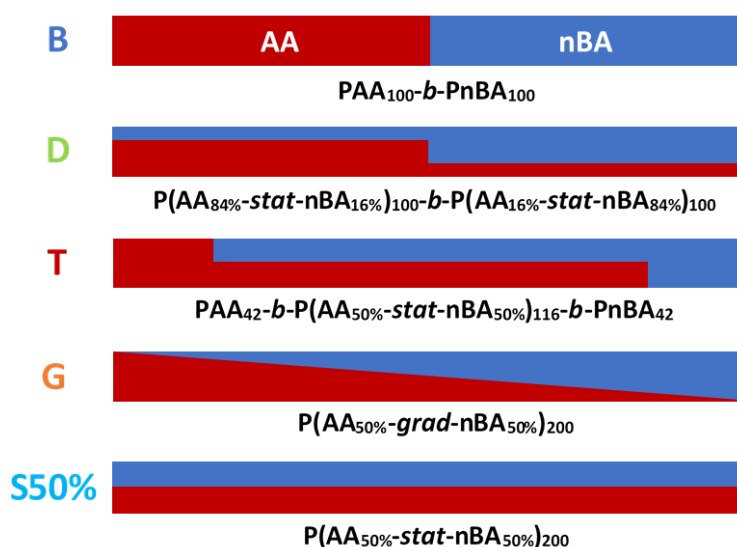 B AA nBA
PAA₁₀₀-b-PnBA₁₀₀
D
P(AA₈₄%-stat-nBA₁₆%)₁₀₀-b-P(AA₁₆%-stat-nBA₈₄%)₁₀₀
T
PAA₄₂-b-P(AA₅₀%-stat-nBA₅₀%)₁₁₆-b-PnBA₄₂
G
P(AA₅₀%-grad-nBA₅₀%)₂₀₀
S50%
P(AA₅₀%-stat-nBA₅₀%)₂₀₀